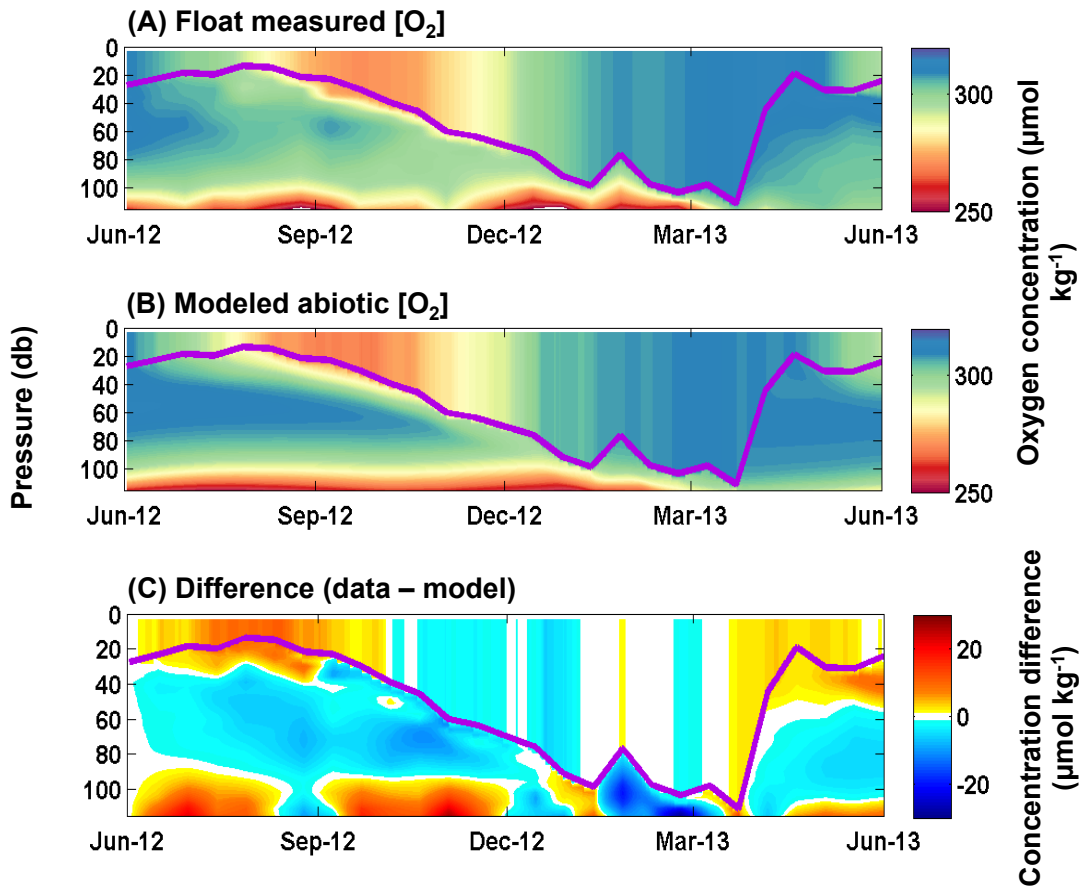 (A) Float measured [O₂]
0
20
40
60
80
100
Jun-12 Sep-12 Dec-12 Mar-13 Jun-13
300
250
(B) Modeled abiotic [O₂]
0
20
40
60
80
100
Jun-12 Sep-12 Dec-12 Mar-13 Jun-13
300
250
Pressure (db)
Oxygen concentration (µmol
kg⁻¹)
(C) Difference (data – model)
0
20
40
60
80
100
Jun-12 Sep-12 Dec-12 Mar-13 Jun-13
20
0
-20
Concentration difference
(µmol kg⁻¹)